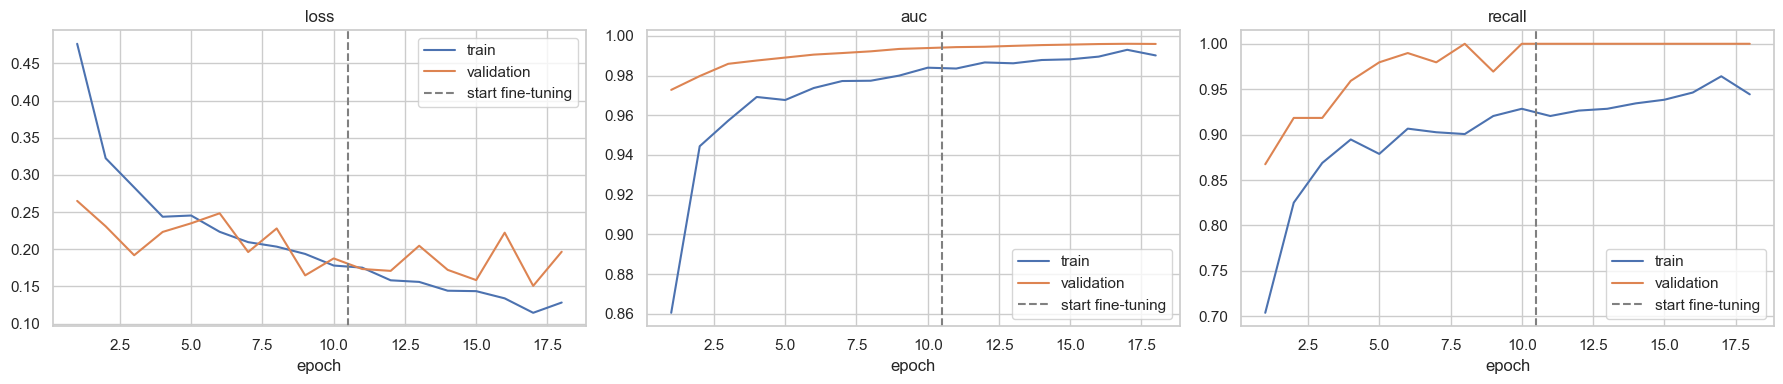 loss
0.45
0.40
0.35
0.30
0.25
0.20
0.15
0.10
train
validation
start fine-tuning
2.5 5.0 7.5 10.0 12.5 15.0 17.5
epoch
auc
1.00
0.98
0.96
0.94
0.92
0.90
0.88
0.86
train
validation
start fine-tuning
2.5 5.0 7.5 10.0 12.5 15.0 17.5
epoch
recall
1.00
0.95
0.90
0.85
0.80
0.75
0.70
train
validation
start fine-tuning
2.5 5.0 7.5 10.0 12.5 15.0 17.5
epoch